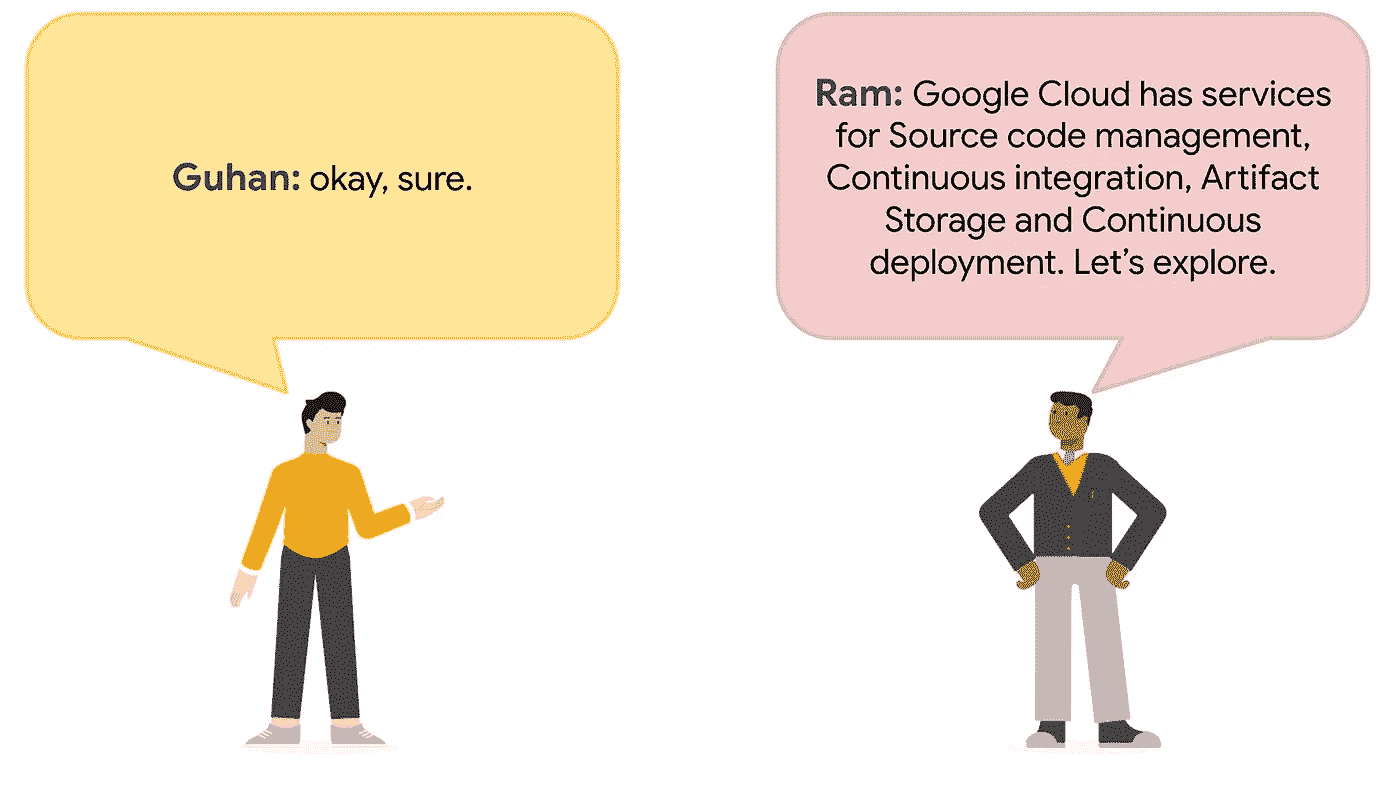 Guhan: okay, sure.
Ram: Google Cloud has services
for Source code management,
Continuous integration, Artifact
Storage and Continuous
deployment. Let’s explore.